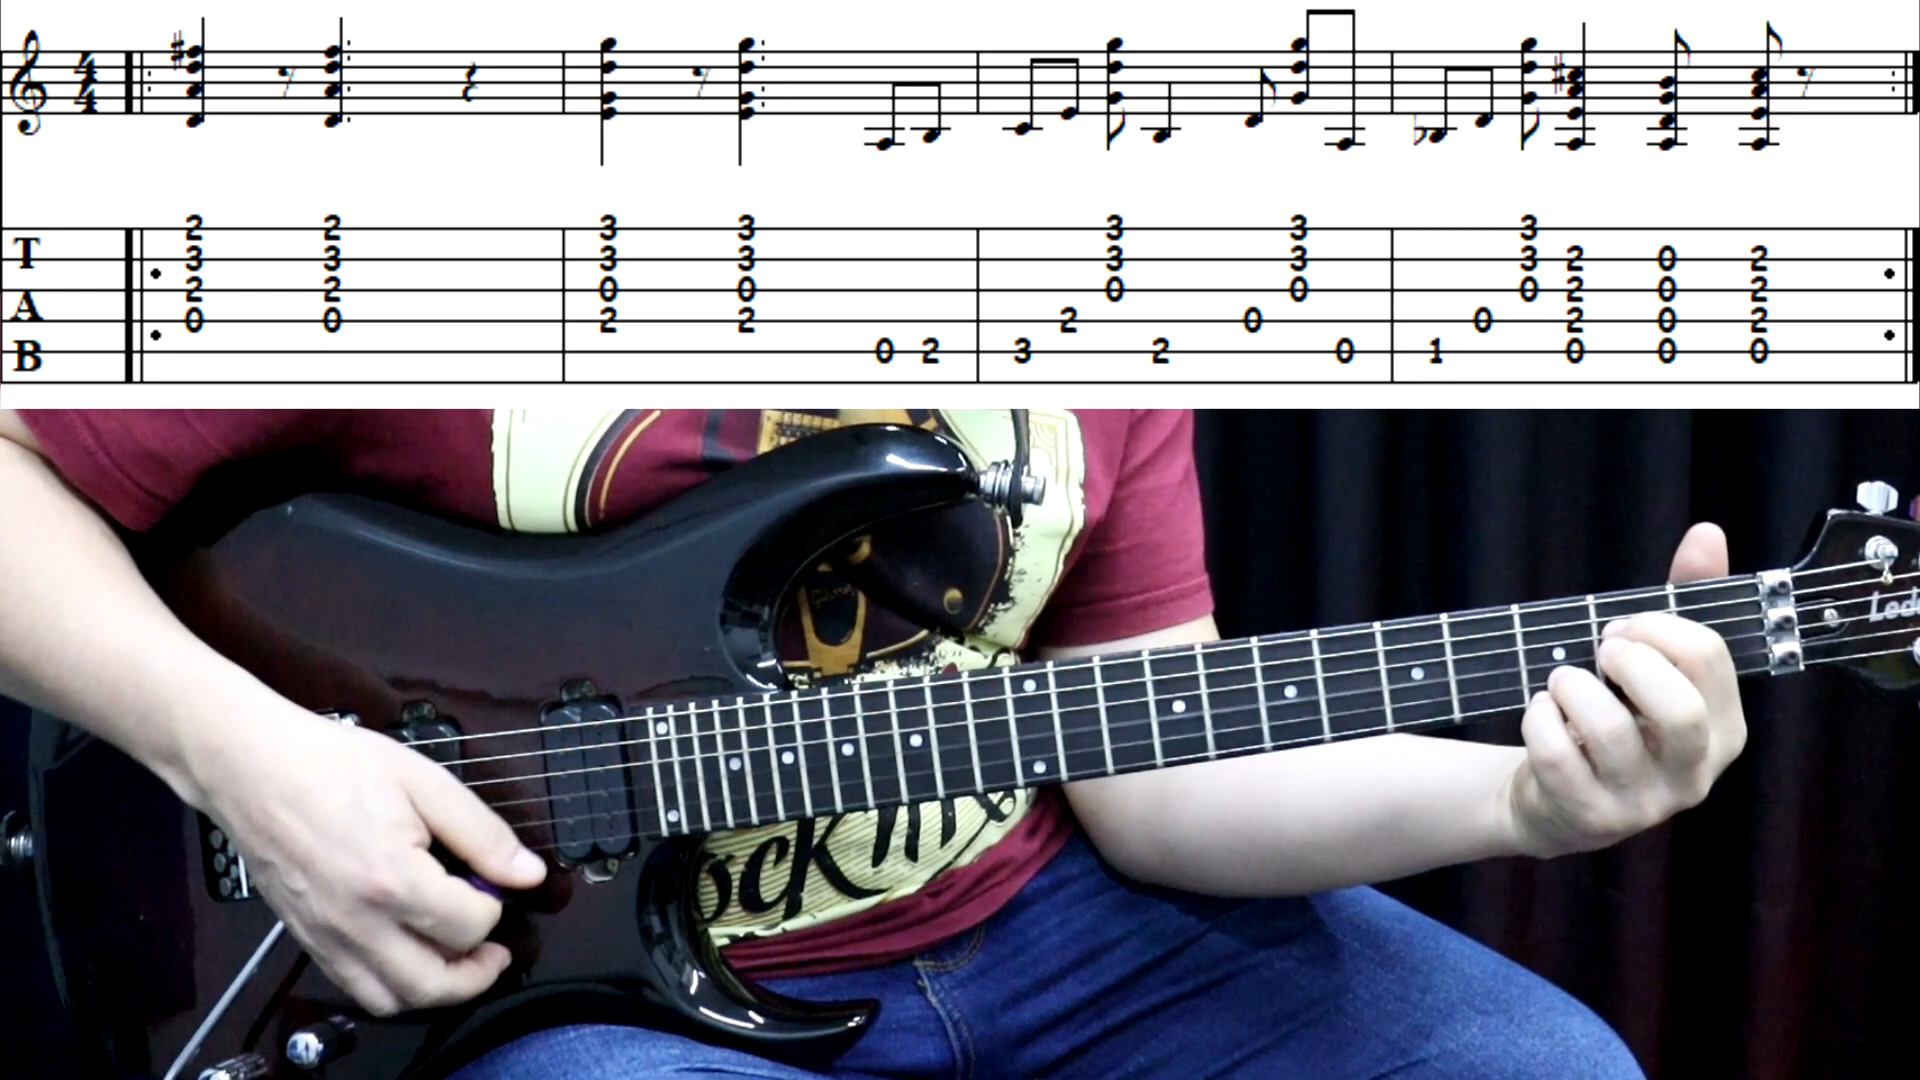 4 4
2 2 3 3 3 3 3
T 3 3 3 3 3 3 3 2 0 2
2 2 0 0 0 0 0 2 0 2
A 0 0 2 2 2 0 0 2 0 2
B 0 2 3 2 0 1 0 0 0
Gibson
ocK